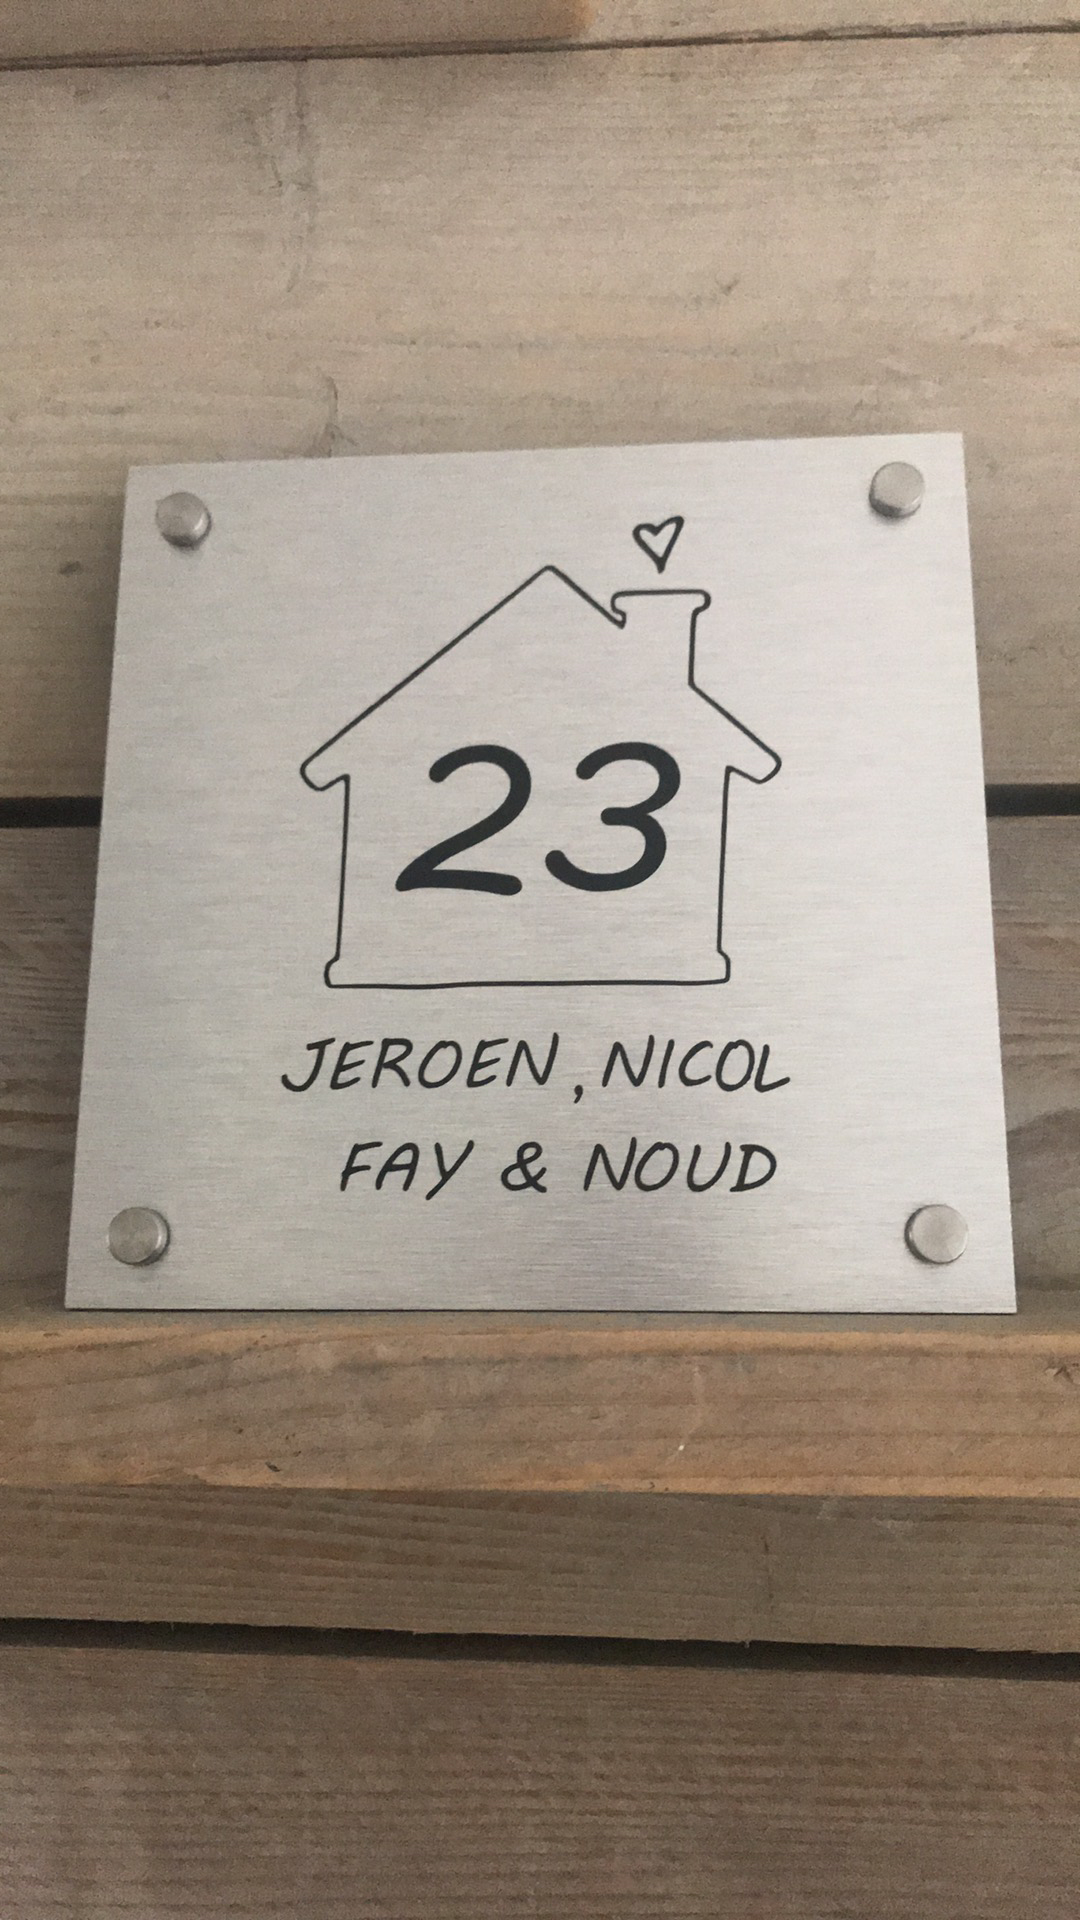 23
JEROEN, NICOL
FAY & NOUD